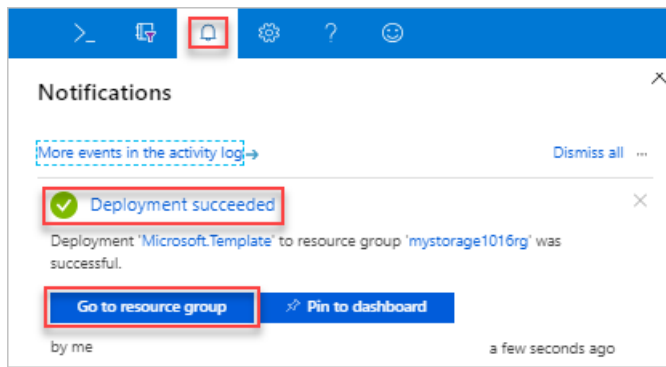 >_ ?
Notifications
More events in the activity log→ Dismiss all ...
Deployment succeeded
Deployment 'Microsoft.Template' to resource group 'mystorage1016rg' was
successful.
Go to resource group Pin to dashboard
by me a few seconds ago